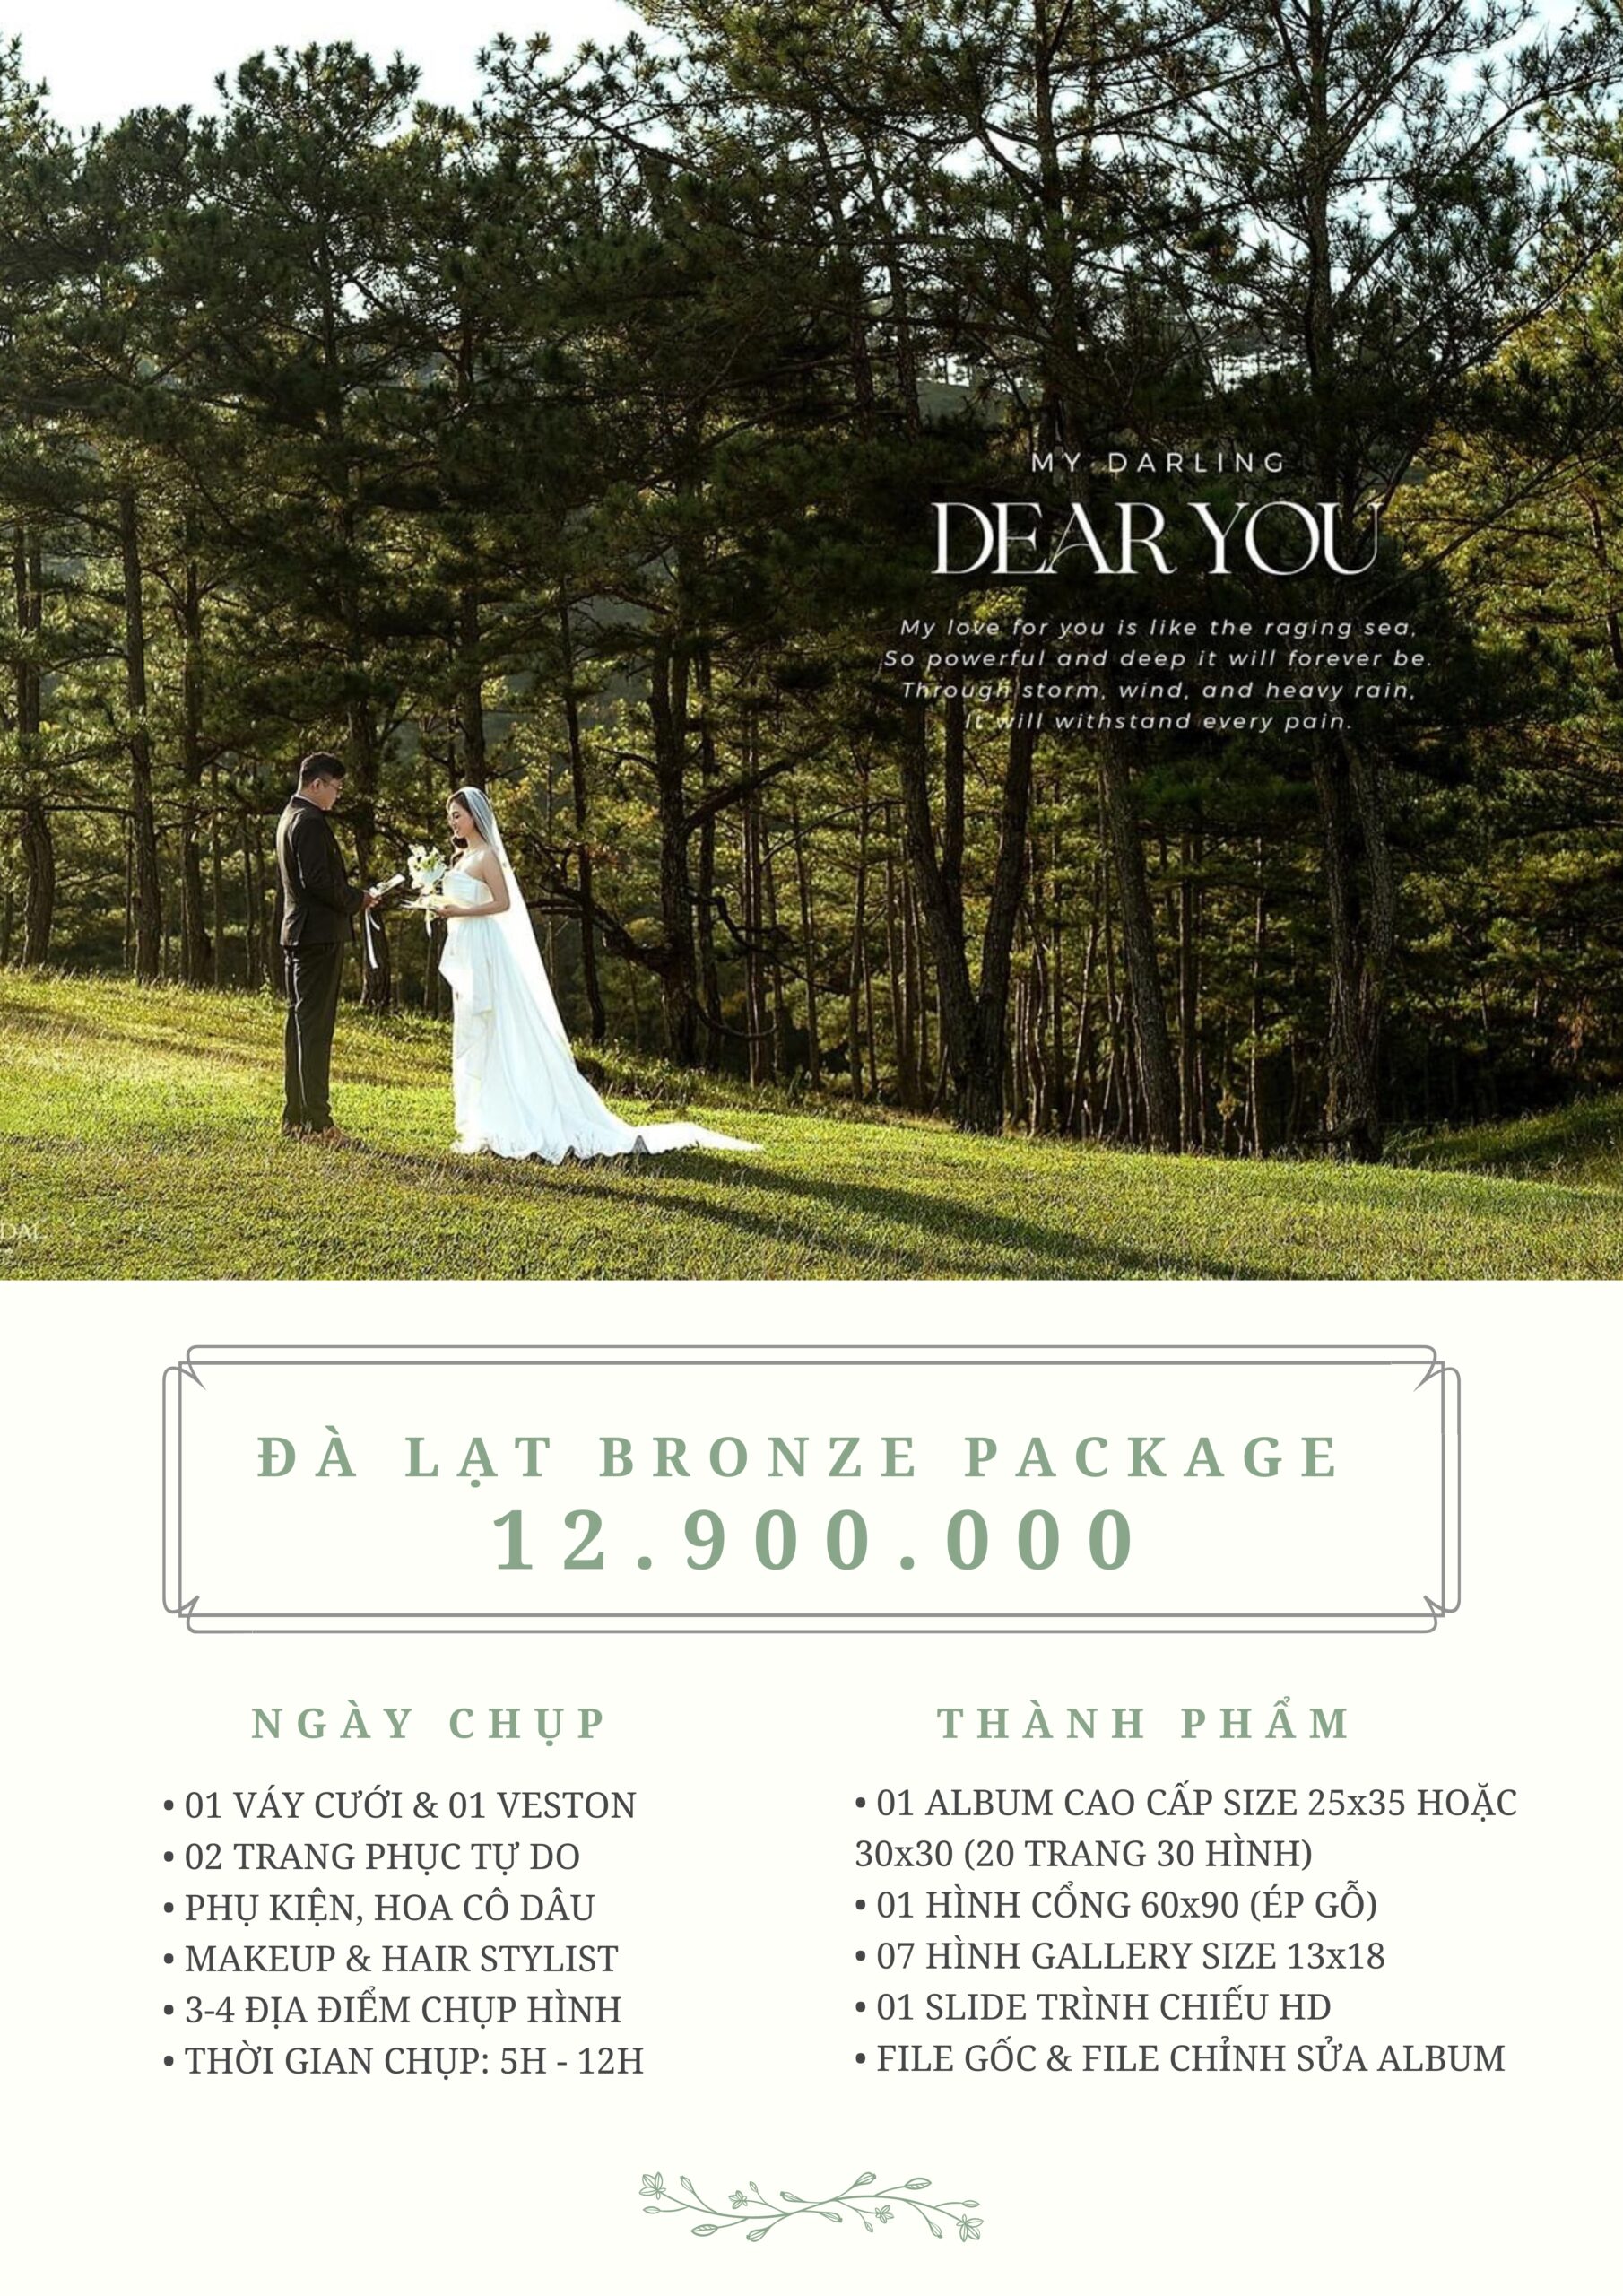 MY DARLING
DEAR YOU
My love for you is like the raging sea,
So powerful and deep it will forever be.
Through storm, wind, and heavy rain,
It will withstand every pain.
ĐÀ LẠT BRONZE PACKAGE
12.900.000
NGÀY CHỤP
• 01 VÁY CƯỚI & 01 VESTON
• 02 TRANG PHỤC TỰ DO
• PHỤ KIỆN, HOA CÔ DÂU
• MAKEUP & HAIR STYLIST
• 3-4 ĐỊA ĐIỂM CHỤP HÌNH
• THỜI GIAN CHỤP: 5H - 12H
THÀNH PHẨM
• 01 ALBUM CAO CẤP SIZE 25x35 HOẶC
30x30 (20 TRANG 30 HÌNH)
• 01 HÌNH CỔNG 60x90 (ÉP GỖ)
• 07 HÌNH GALLERY SIZE 13x18
• 01 SLIDE TRÌNH CHIẾU HD
• FILE GỐC & FILE CHỈNH SỬA ALBUM